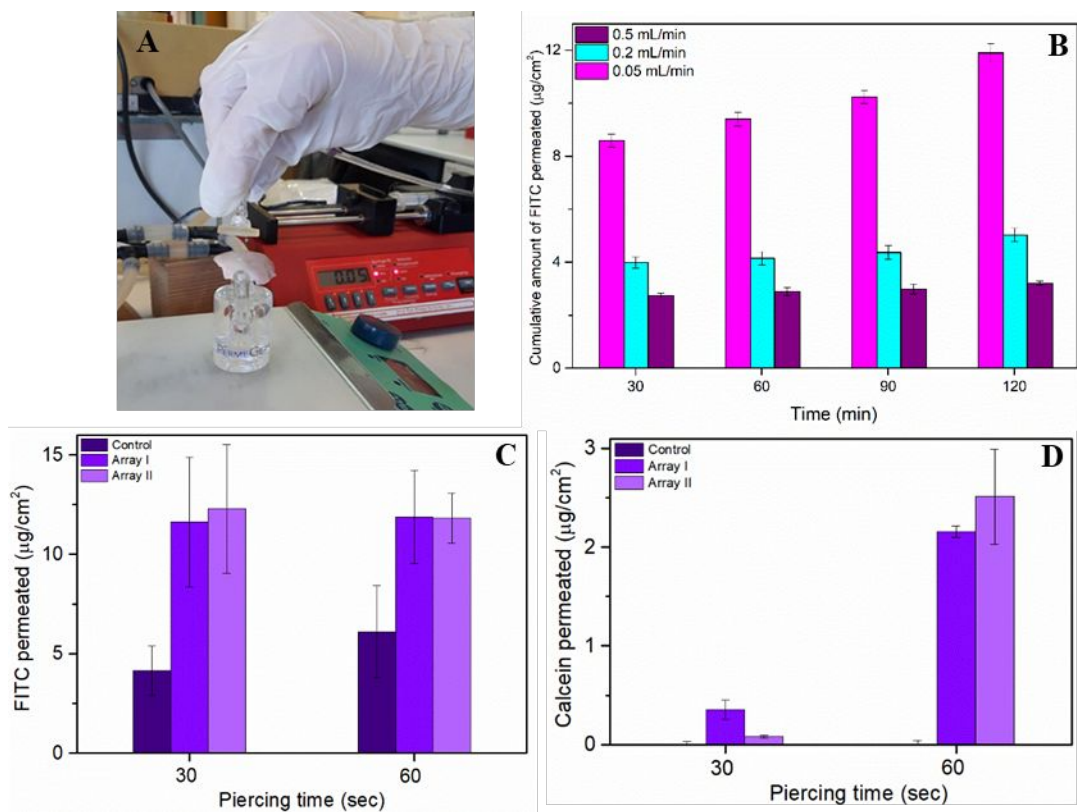 A
0.05
PERMEGEAR
B
0.5 mL/min
0.2 mL/min
0.05 mL/min
Cumulative amount of FITC permeated (µg/cm²)
12
8
4
0
30 60 90 120
Time (min)
C
Control
Array I
Array II
FITC permeated (µg/cm²)
15
10
5
0
30 60
Piercing time (sec)
D
Control
Array I
Array II
Calcein permeated (µg/cm²)
3
2
1
0
30 60
Piercing time (sec)